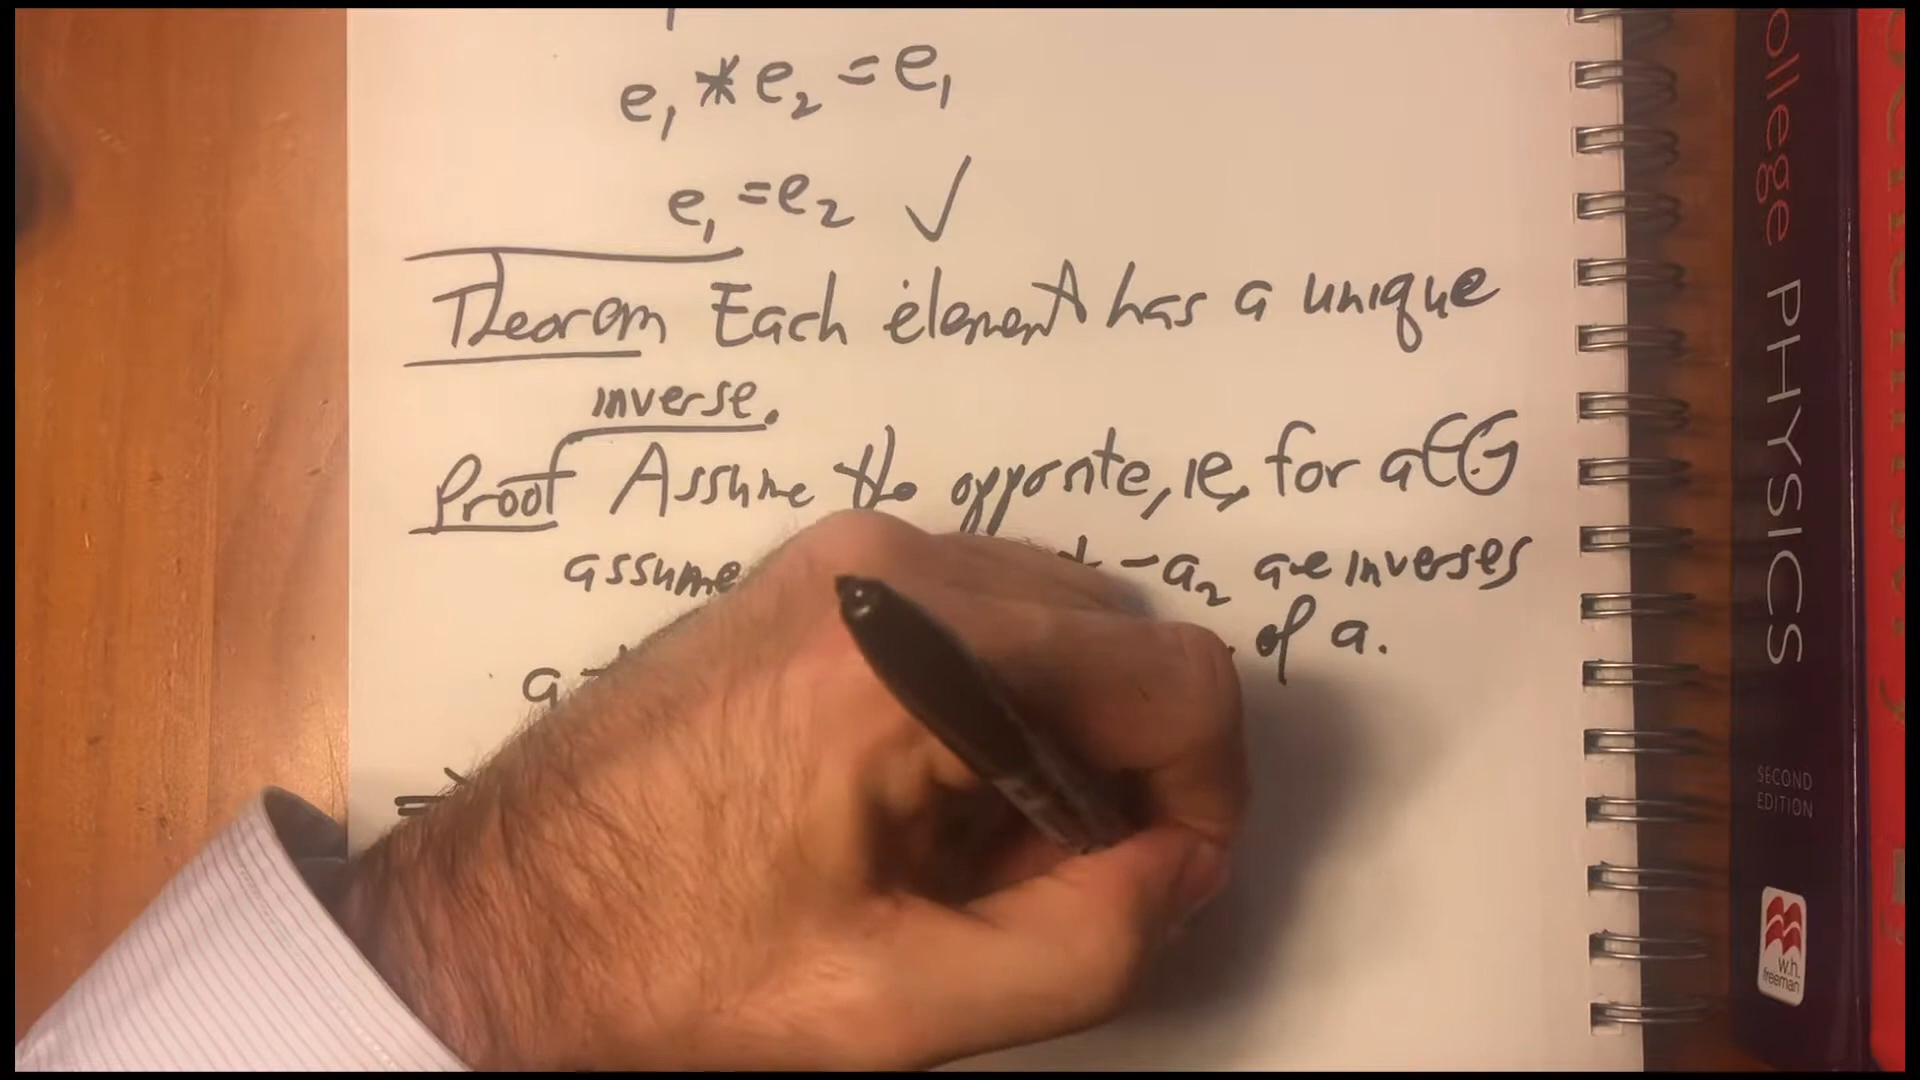 e₁ * e₂ = e₁
e₁ = e₂ ✓
Theorem Each element has a unique
inverse.
Proof Assume the opposite, ie, for a∈G
assume -a₂ are inverses
of a.
a
=
ollege PHYSICS
SECOND
EDITION
w.h.
freeman